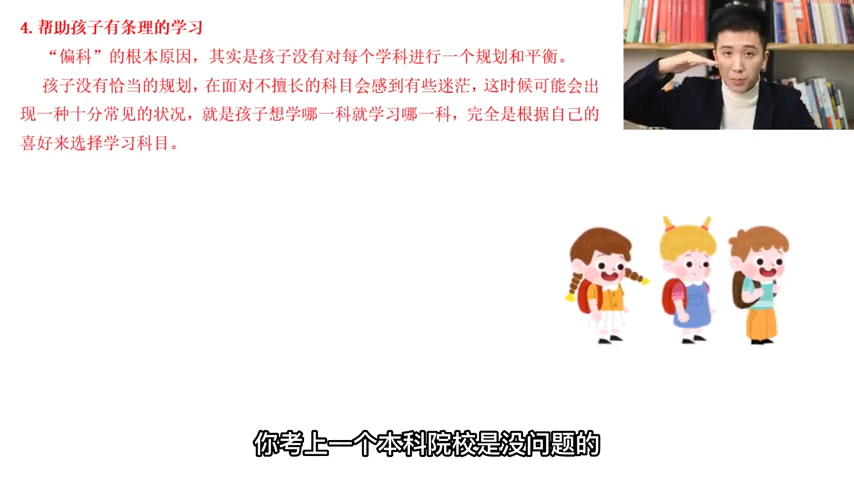 4.帮助孩子有条理的学习
“偏科”的根本原因，其实是孩子没有对每个学科进行一个规划和平衡。
孩子没有恰当的规划，在面对不擅长的科目会感到有些迷茫，这时候可能会出
现一种十分常见的状况，就是孩子想学哪一科就学习哪一科，完全是根据自己的
喜好来选择学习科目。
你考上一个本科院校是没问题的